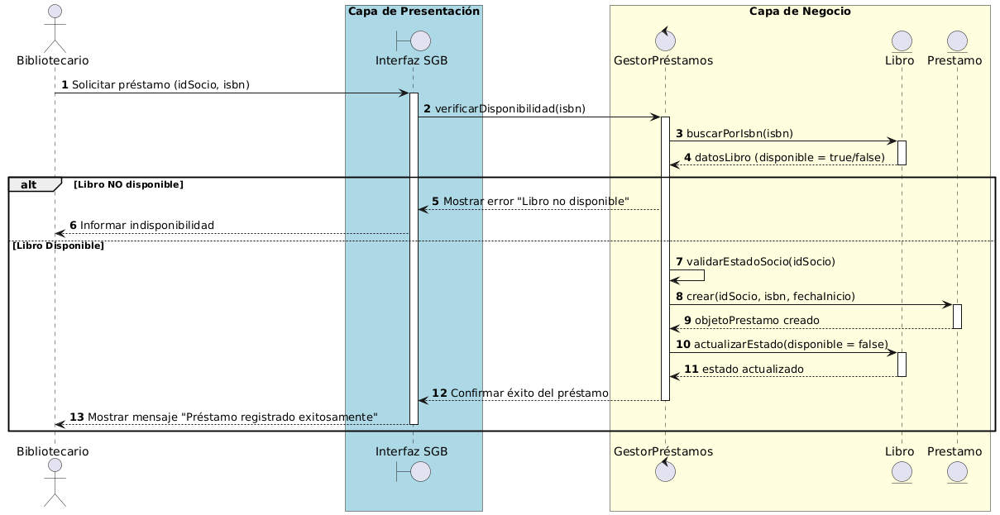 Capa de Presentación
Capa de Negocio
Bibliotecario
Interfaz SGB
GestorPréstamos
Libro
Prestamo
1 Solicitar préstamo (idSocio, isbn)
2 verificarDisponibilidad(isbn)
3 buscarPorIsbn(isbn)
4 datosLibro (disponible = true/false)
alt [Libro NO disponible]
5 Mostrar error "Libro no disponible"
6 Informar indisponibilidad
[Libro Disponible]
7 validarEstadoSocio(idSocio)
8 crear(idSocio, isbn, fechaInicio)
9 objetoPrestamo creado
10 actualizarEstado(disponible = false)
11 estado actualizado
12 Confirmar éxito del préstamo
13 Mostrar mensaje "Préstamo registrado exitosamente"
Bibliotecario
Interfaz SGB
GestorPréstamos
Libro
Prestamo